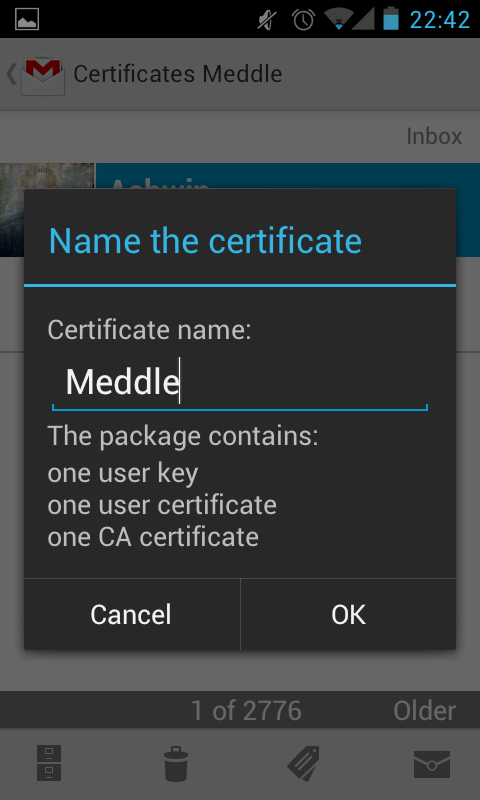 22:42
Certificates Meddle
Inbox
Ashwin
Name the certificate
Certificate name:
Meddle
The package contains:
one user key
one user certificate
one CA certificate
Cancel
OK
1 of 2776
Older